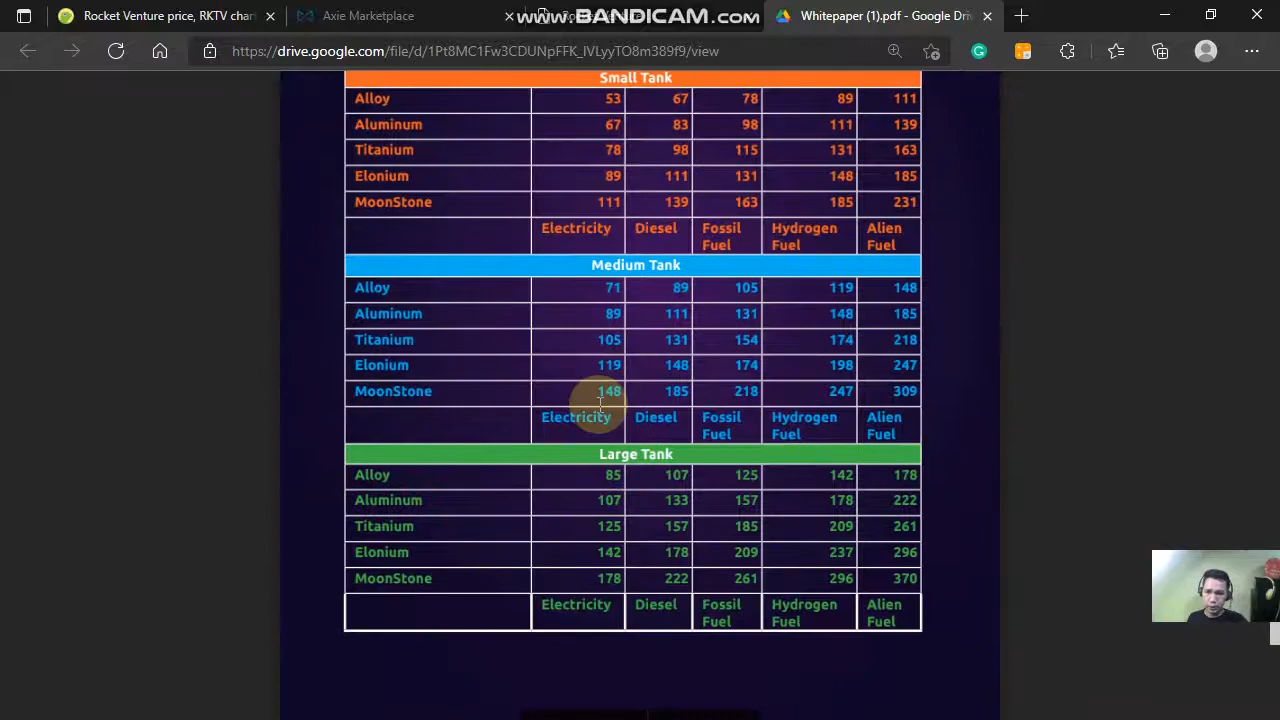 Rocket Venture price, RKTV char
Axie Marketplace
www.BANDICAM.com
Whitepaper (1).pdf - Google Driv
https://drive.google.com/file/d/1Pt8MC1Fw3CDUNpFFK_lVLyyTO8m389f9/view
Small Tank
Alloy 53 67 78 89 111
Aluminum 67 83 98 111 139
Titanium 78 98 115 131 163
Elonium 89 111 131 148 185
MoonStone 111 139 163 185 231
Electricity Diesel Fossil Fuel Hydrogen Fuel Alien Fuel
Medium Tank
Alloy 71 89 105 119 148
Aluminum 89 111 131 148 185
Titanium 105 131 154 174 218
Elonium 119 148 174 198 247
MoonStone 148 185 218 247 309
Electricity Diesel Fossil Fuel Hydrogen Fuel Alien Fuel
Large Tank
Alloy 85 107 125 142 178
Aluminum 107 133 157 178 222
Titanium 125 157 185 209 261
Elonium 142 178 209 237 296
MoonStone 178 222 261 296 370
Electricity Diesel Fossil Fuel Hydrogen Fuel Alien Fuel